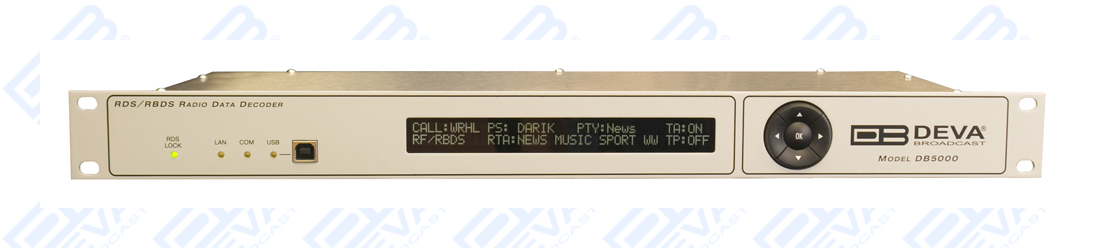 RDS/RBDS RADIO DATA DECODER
RDS
LOCK
LAN COM USB
CALL:WRHL PS: DARIK PTY:News TA:ON
RF/RBDS RTA:NEWS MUSIC SPORT WW TP:OFF
OK
DB DEVA®
BROADCAST
MODEL DB5000